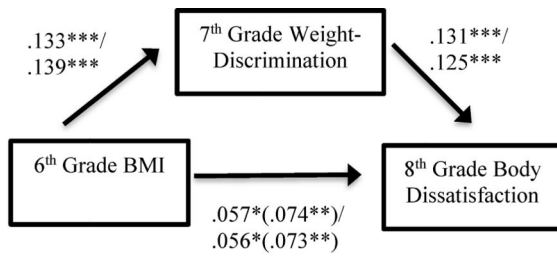 .133***/
.139***
7th Grade Weight-
Discrimination
.131***/
.125***
6th Grade BMI
8th Grade Body
Dissatisfaction
.057*(.074**)/
.056*(.073**)